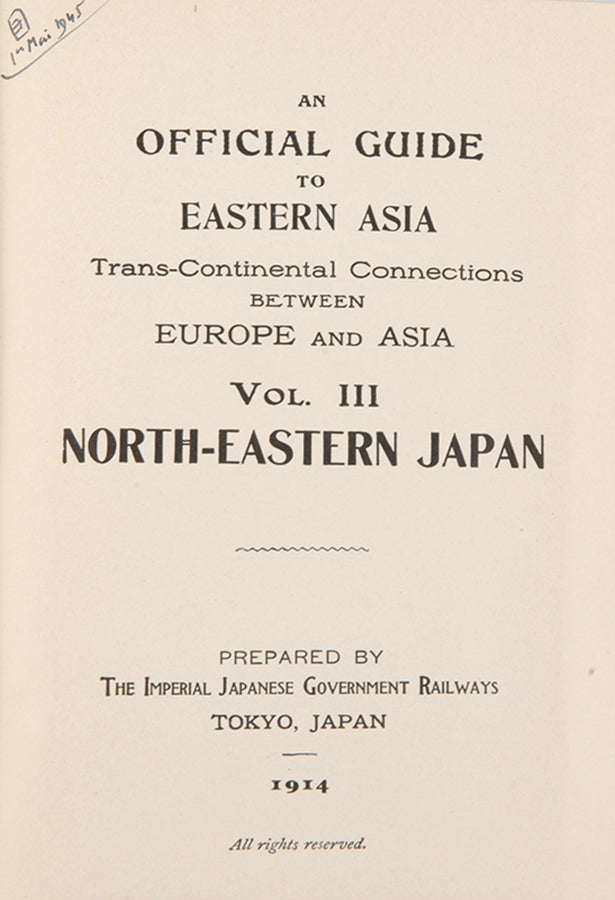 1er Mai 1945
AN
OFFICIAL GUIDE
TO
EASTERN ASIA
Trans-Continental Connections
BETWEEN
EUROPE AND ASIA
VOL. III
NORTH-EASTERN JAPAN
PREPARED BY
THE IMPERIAL JAPANESE GOVERNMENT RAILWAYS
TOKYO, JAPAN
1914
All rights reserved.